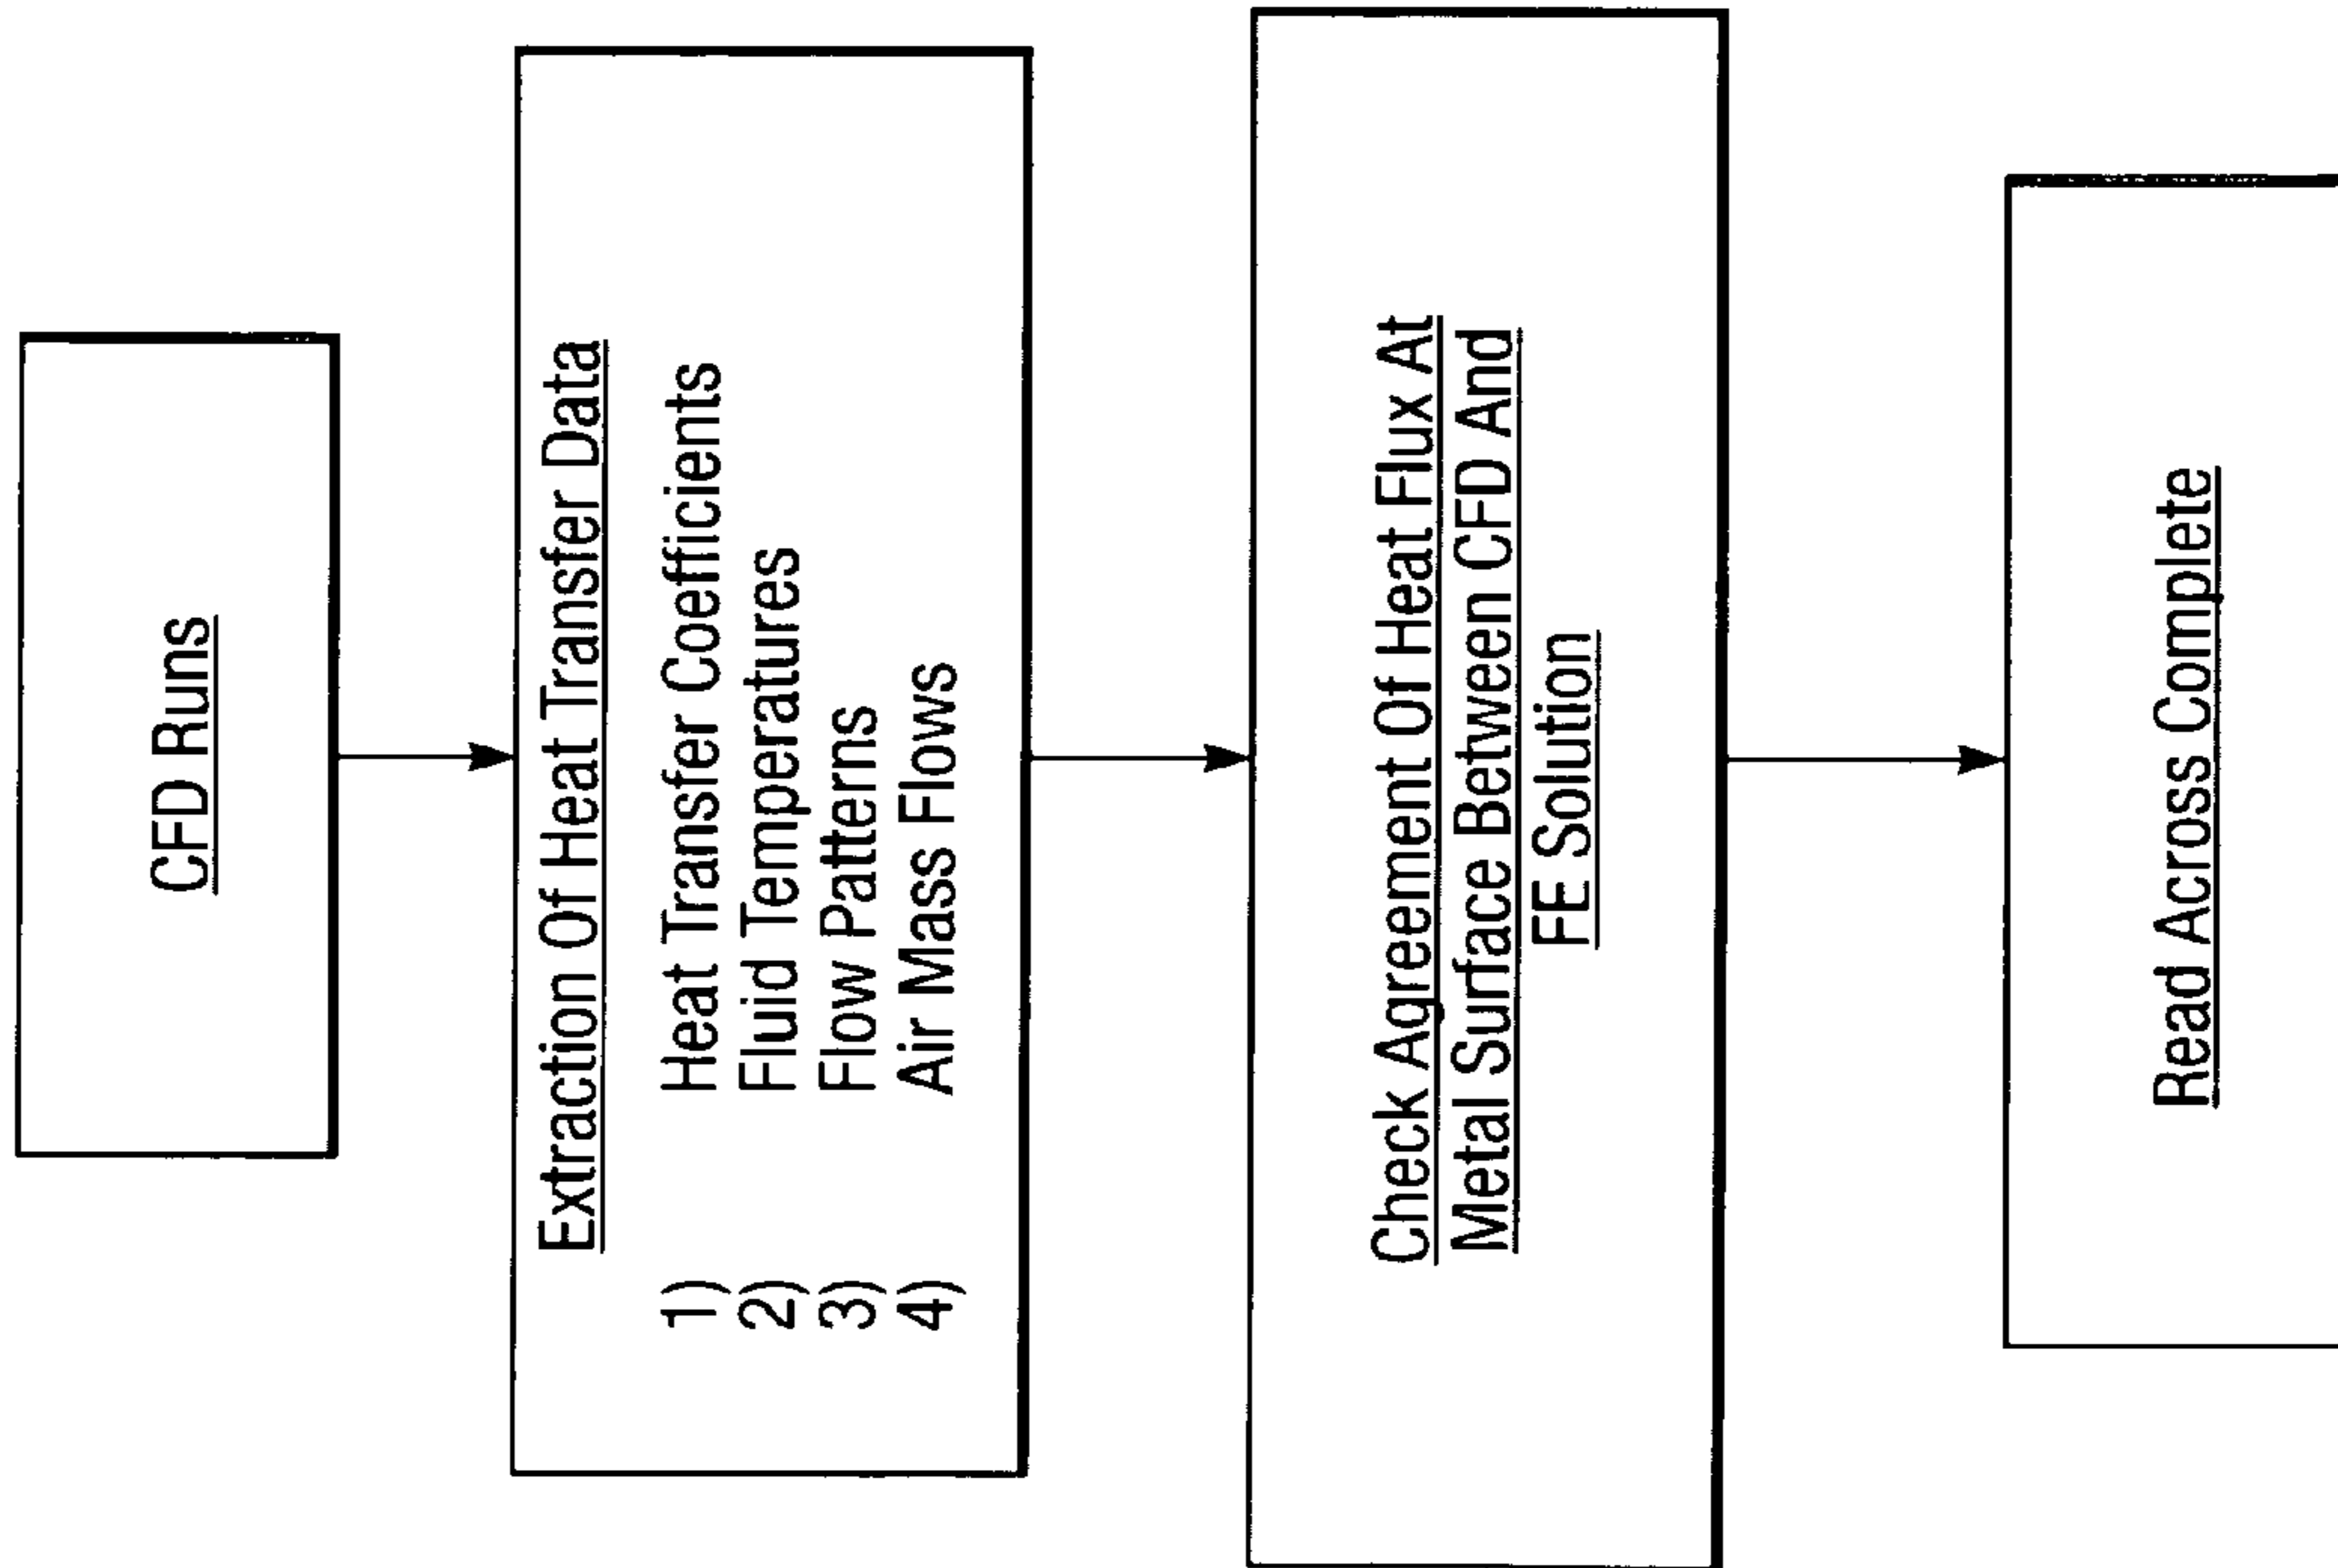 CFD Runs
Extraction Of Heat Transfer Data
1) Heat Transfer Coefficients
2) Fluid Temperatures
3) Flow Patterns
4) Air Mass Flows
Check Agreement Of Heat Flux At
Metal Surface Between CFD And
FE Solution
Read Across Complete